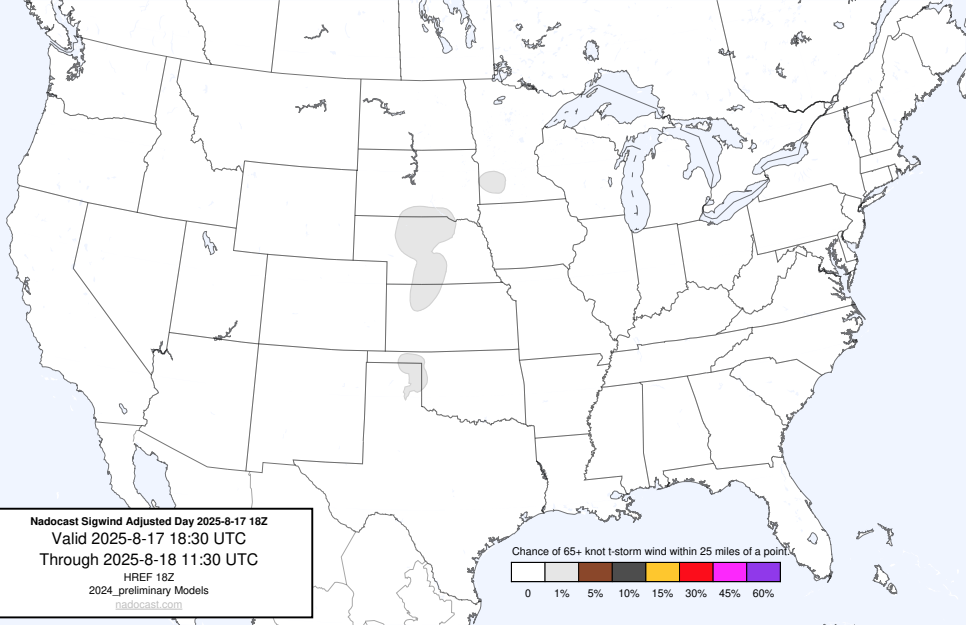 Nadocast Sigwind Adjusted Day 2025-8-17 18Z
Valid 2025-8-17 18:30 UTC
Through 2025-8-18 11:30 UTC
HREF 18Z
2024_preliminary Models
nadocast.com
Chance of 65+ knot t-storm wind within 25 miles of a point.
0 1% 5% 10% 15% 30% 45% 60%